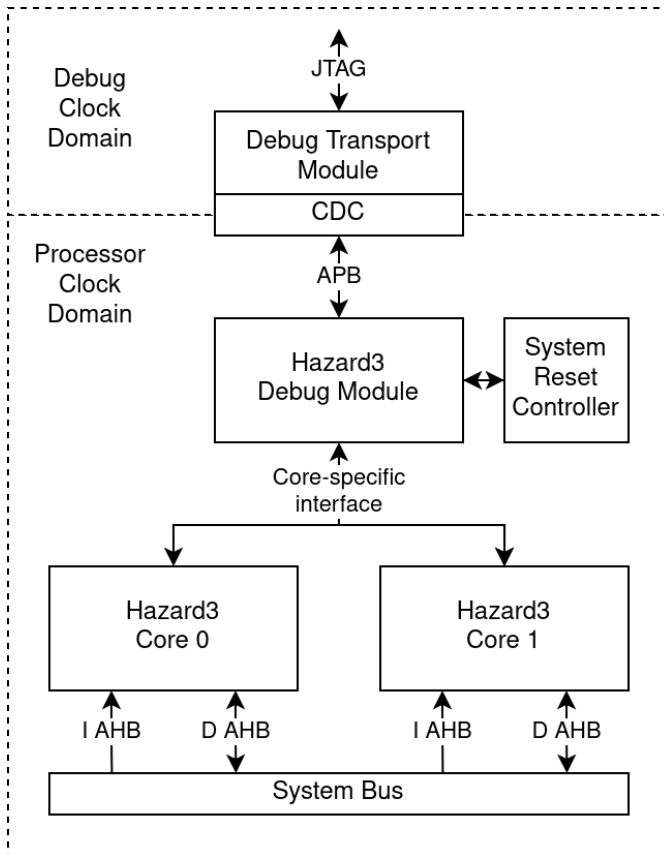 JTAG
Debug
Clock
Domain
Debug Transport
Module
CDC
Processor
Clock
Domain
APB
Hazard3
Debug Module
System
Reset
Controller
Core-specific
interface
Hazard3
Core 0
Hazard3
Core 1
I AHB
D AHB
I AHB
D AHB
System Bus